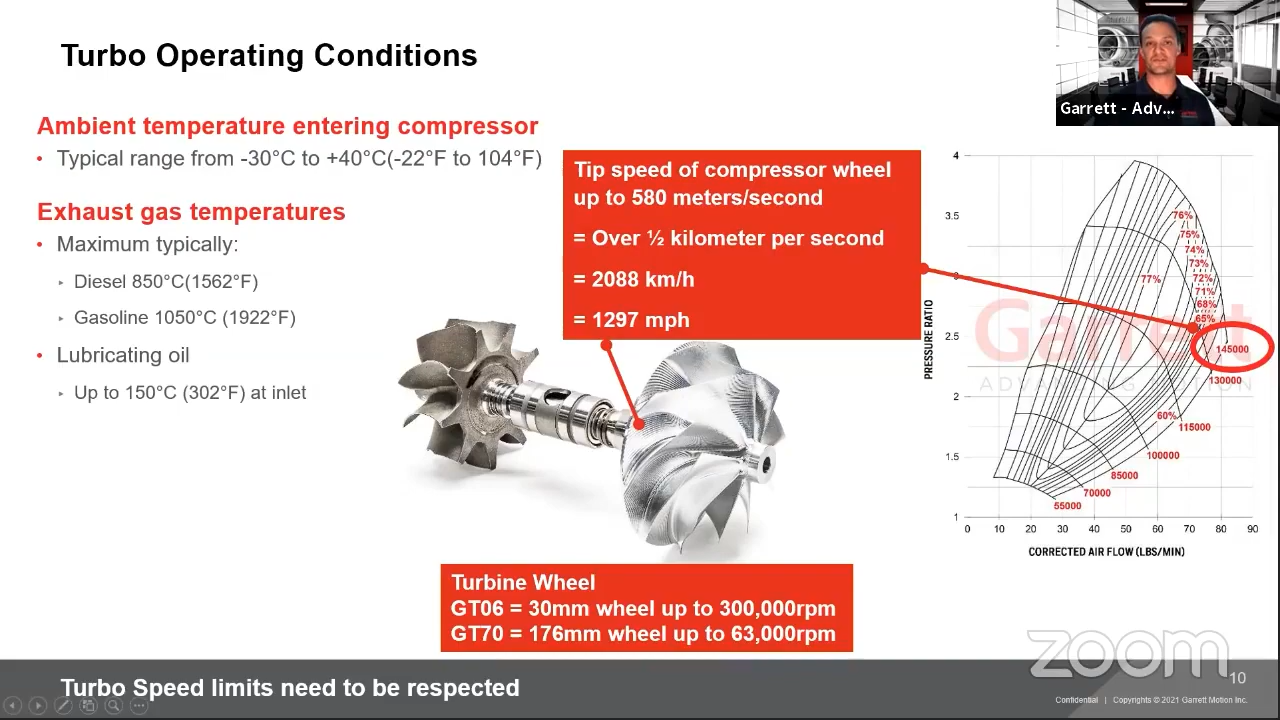 Turbo Operating Conditions
Garrett - Adv...
Ambient temperature entering compressor
• Typical range from -30°C to +40°C(-22°F to 104°F)
Exhaust gas temperatures
• Maximum typically:
▸ Diesel 850°C(1562°F)
▸ Gasoline 1050°C (1922°F)
• Lubricating oil
▸ Up to 150°C (302°F) at inlet
Tip speed of compressor wheel
up to 580 meters/second
= Over ½ kilometer per second
= 2088 km/h
= 1297 mph
Turbine Wheel
GT06 = 30mm wheel up to 300,000rpm
GT70 = 176mm wheel up to 63,000rpm
PRESSURE RATIO
4
3.5
3
2.5
2
1.5
1
76%
75%
74%
73%
77%
72%
71%
68%
65%
60%
145000
130000
115000
100000
85000
70000
55000
Garrett
ADVANCING MOTION
0 10 20 30 40 50 60 70 80 90
CORRECTED AIR FLOW (LBS/MIN)
zoom
Turbo Speed limits need to be respected
10
Confidential | Copyrights © 2021 Garrett Motion Inc.